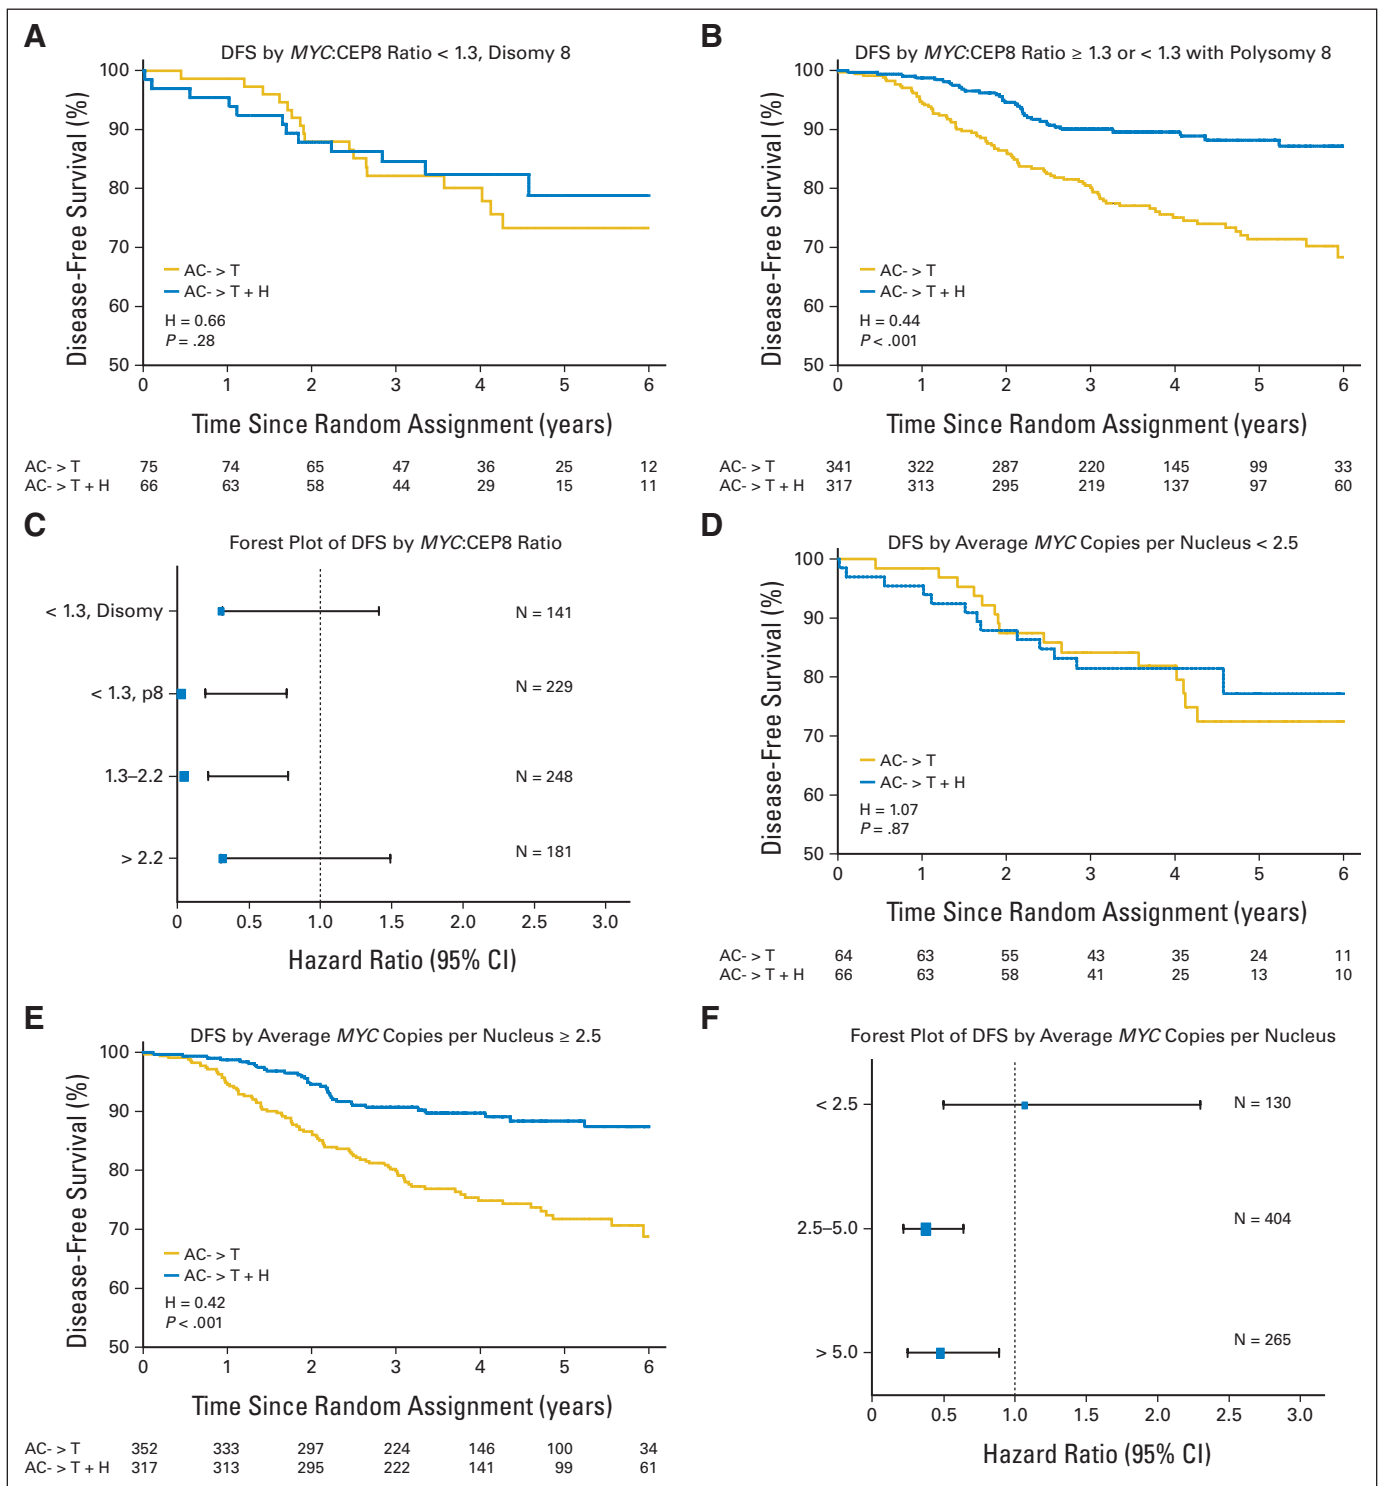 A
DFS by MYC:CEP8 Ratio < 1.3, Disomy 8
Disease-Free Survival (%)
100
90
80
70
60
50
AC- > T
AC- > T + H
H = 0.66
P = .28
0 1 2 3 4 5 6
Time Since Random Assignment (years)
AC- > T 75 74 65 47 36 25 12
AC- > T + H 66 63 58 44 29 15 11
B
DFS by MYC:CEP8 Ratio ≥ 1.3 or < 1.3 with Polysomy 8
Disease-Free Survival (%)
100
90
80
70
60
50
AC- > T
AC- > T + H
H = 0.44
P < .001
0 1 2 3 4 5 6
Time Since Random Assignment (years)
AC- > T 341 322 287 220 145 99 33
AC- > T + H 317 313 295 219 137 97 60
C
Forest Plot of DFS by MYC:CEP8 Ratio
< 1.3, Disomy N = 141
< 1.3, p8 N = 229
1.3–2.2 N = 248
> 2.2 N = 181
0 0.5 1.0 1.5 2.0 2.5 3.0
Hazard Ratio (95% CI)
D
DFS by Average MYC Copies per Nucleus < 2.5
Disease-Free Survival (%)
100
90
80
70
60
50
AC- > T
AC- > T + H
H = 1.07
P = .87
0 1 2 3 4 5 6
Time Since Random Assignment (years)
AC- > T 64 63 55 43 35 24 11
AC- > T + H 66 63 58 41 25 13 10
E
DFS by Average MYC Copies per Nucleus ≥ 2.5
Disease-Free Survival (%)
100
90
80
70
60
50
AC- > T
AC- > T + H
H = 0.42
P < .001
0 1 2 3 4 5 6
Time Since Random Assignment (years)
AC- > T 352 333 297 224 146 100 34
AC- > T + H 317 313 295 222 141 99 61
F
Forest Plot of DFS by Average MYC Copies per Nucleus
< 2.5 N = 130
2.5–5.0 N = 404
> 5.0 N = 265
0 0.5 1.0 1.5 2.0 2.5 3.0
Hazard Ratio (95% CI)